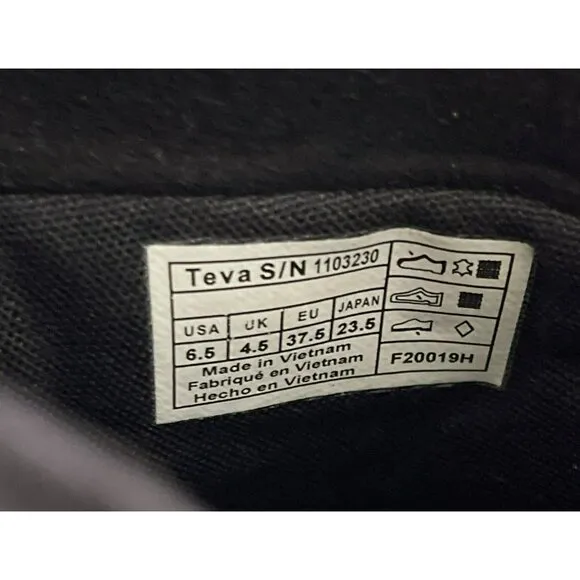 Teva S/N 1103230
USA UK EU JAPAN
6.5 4.5 37.5 23.5
Made in Vietnam
Fabriqué en Vietnam
Hecho en Vietnam
F20019H